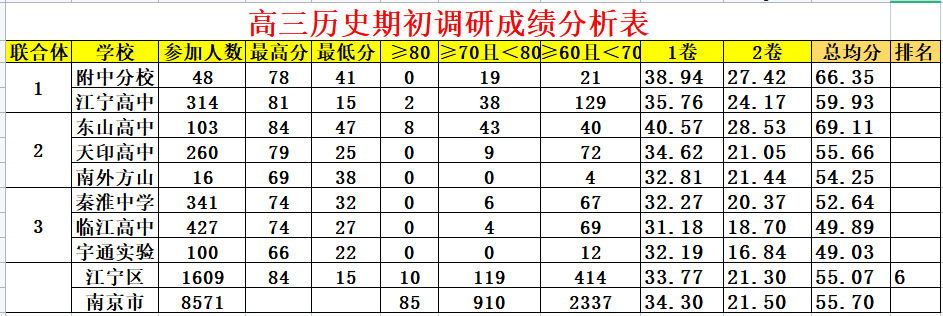 高三历史期初调研成绩分析表
联合体 学校 参加人数 最高分 最低分 ≥80 ≥70且<80 ≥60且<70 1卷 2卷 总均分 排名
1 附中分校 48 78 41 0 19 21 38.94 27.42 66.35
江宁高中 314 81 15 2 38 129 35.76 24.17 59.93
东山高中 103 84 47 8 43 40 40.57 28.53 69.11
2 天印高中 260 79 25 0 9 72 34.62 21.05 55.66
南外方山 16 69 38 0 0 4 32.81 21.44 54.25
秦淮中学 341 74 32 0 6 67 32.27 20.37 52.64
3 临江高中 427 74 27 0 4 69 31.18 18.70 49.89
宇通实验 100 66 22 0 0 12 32.19 16.84 49.03
江宁区 1609 84 15 10 119 414 33.77 21.30 55.07 6
南京市 8571 85 910 2337 34.30 21.50 55.70